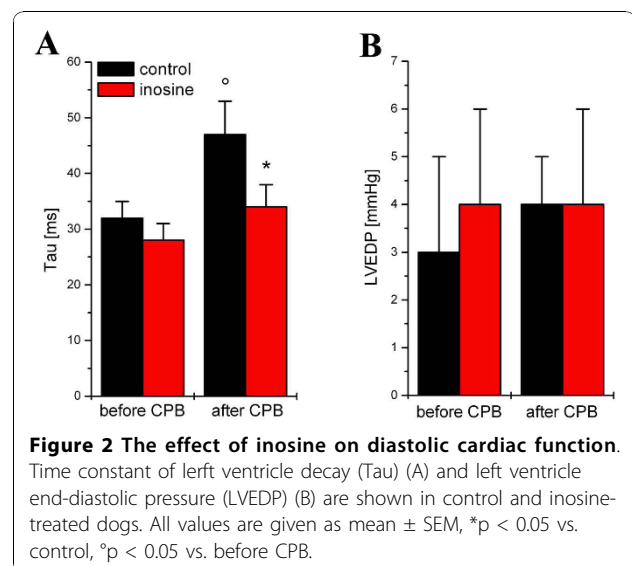 A
B
60
50
40
30
20
10
0
Tau [ms]
control
inosine
°
*
before CPB
after CPB
7
6
5
4
3
2
1
0
LVEDP [mmHg]
before CPB
after CPB
Figure 2 The effect of inosine on diastolic cardiac function.
Time constant of lerft ventricle decay (Tau) (A) and left ventricle
end-diastolic pressure (LVEDP) (B) are shown in control and inosine-
treated dogs. All values are given as mean ± SEM, *p < 0.05 vs.
control, °p < 0.05 vs. before CPB.